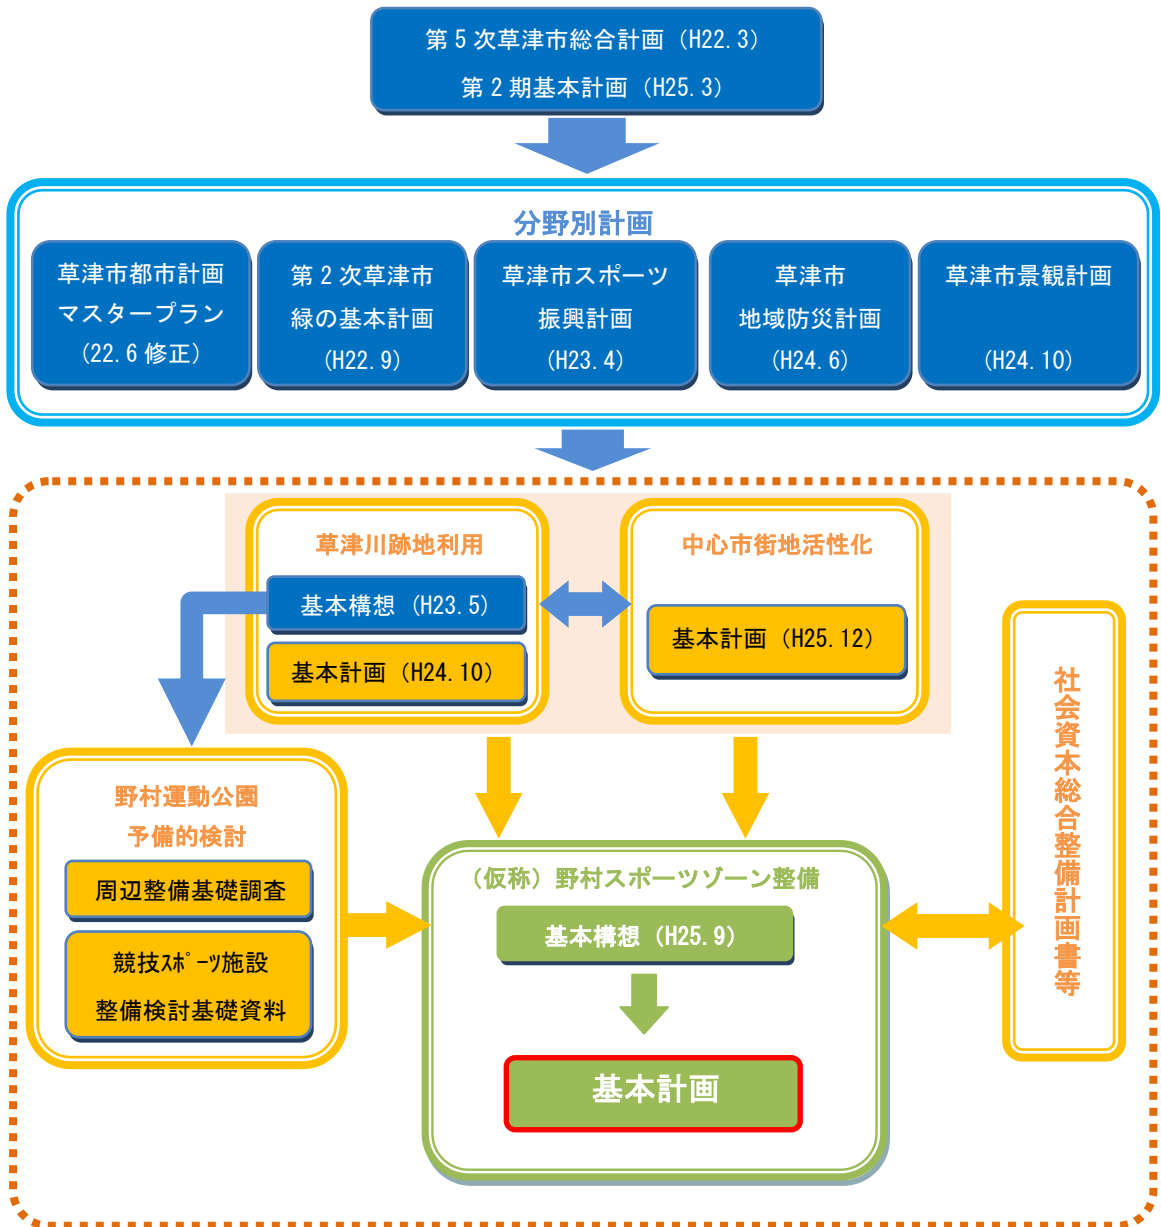 第５次草津市総合計画（H22.3）
第２期基本計画（H25.3）
分野別計画
草津市都市計画
マスタープラン
（22.6 修正）
第２次草津市
緑の基本計画
（H22.9）
草津市スポーツ
振興計画
（H23.4）
草津市
地域防災計画
（H24.6）
草津市景観計画
（H24.10）
草津川跡地利用
基本構想（H23.5）
基本計画（H24.10）
中心市街地活性化
基本計画（H25.12）
社会資本総合整備計画書等
野村運動公園
予備的検討
周辺整備基礎調査
競技ｽﾎﾟｰﾂ施設
整備検討基礎資料
（仮称）野村スポーツゾーン整備
基本構想（H25.9）
基本計画